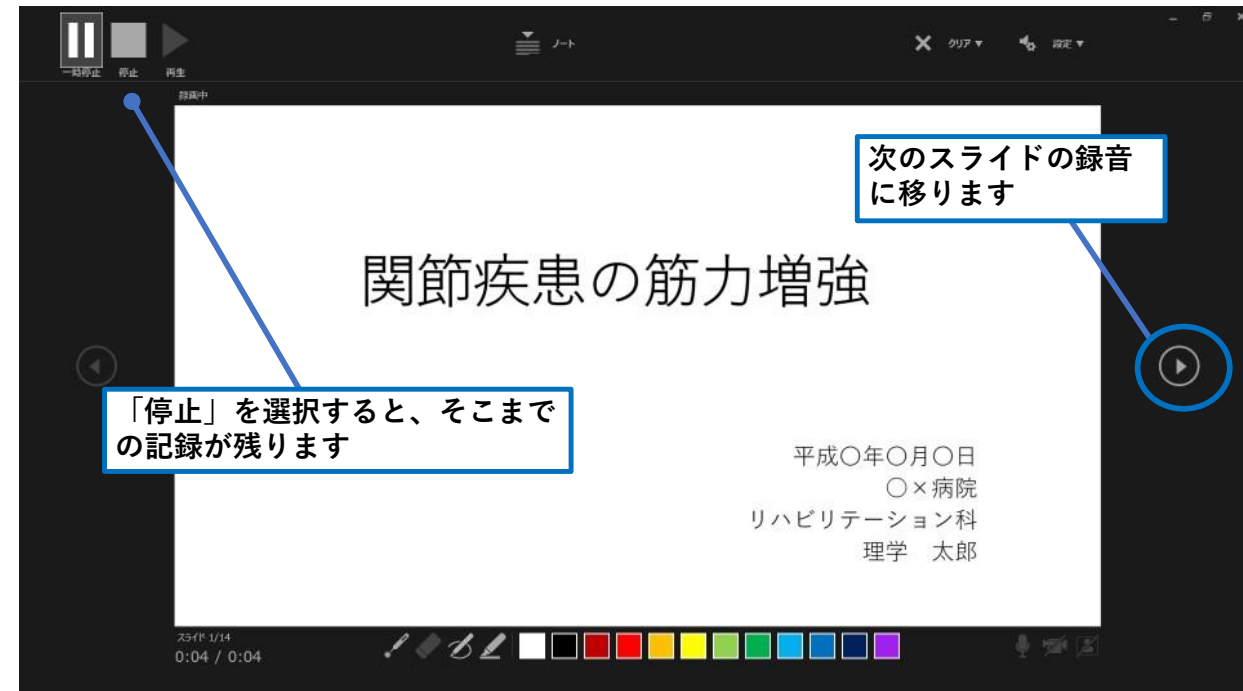 一時停止 停止 再生
ノート
クリア ▼ 設定 ▼
録画中
次のスライドの録音
に移ります
関節疾患の筋力増強
「停止」を選択すると、そこまで
の記録が残ります
平成〇年〇月〇日
〇×病院
リハビリテーション科
理学　太郎
スライド 1/14
0:04 / 0:04